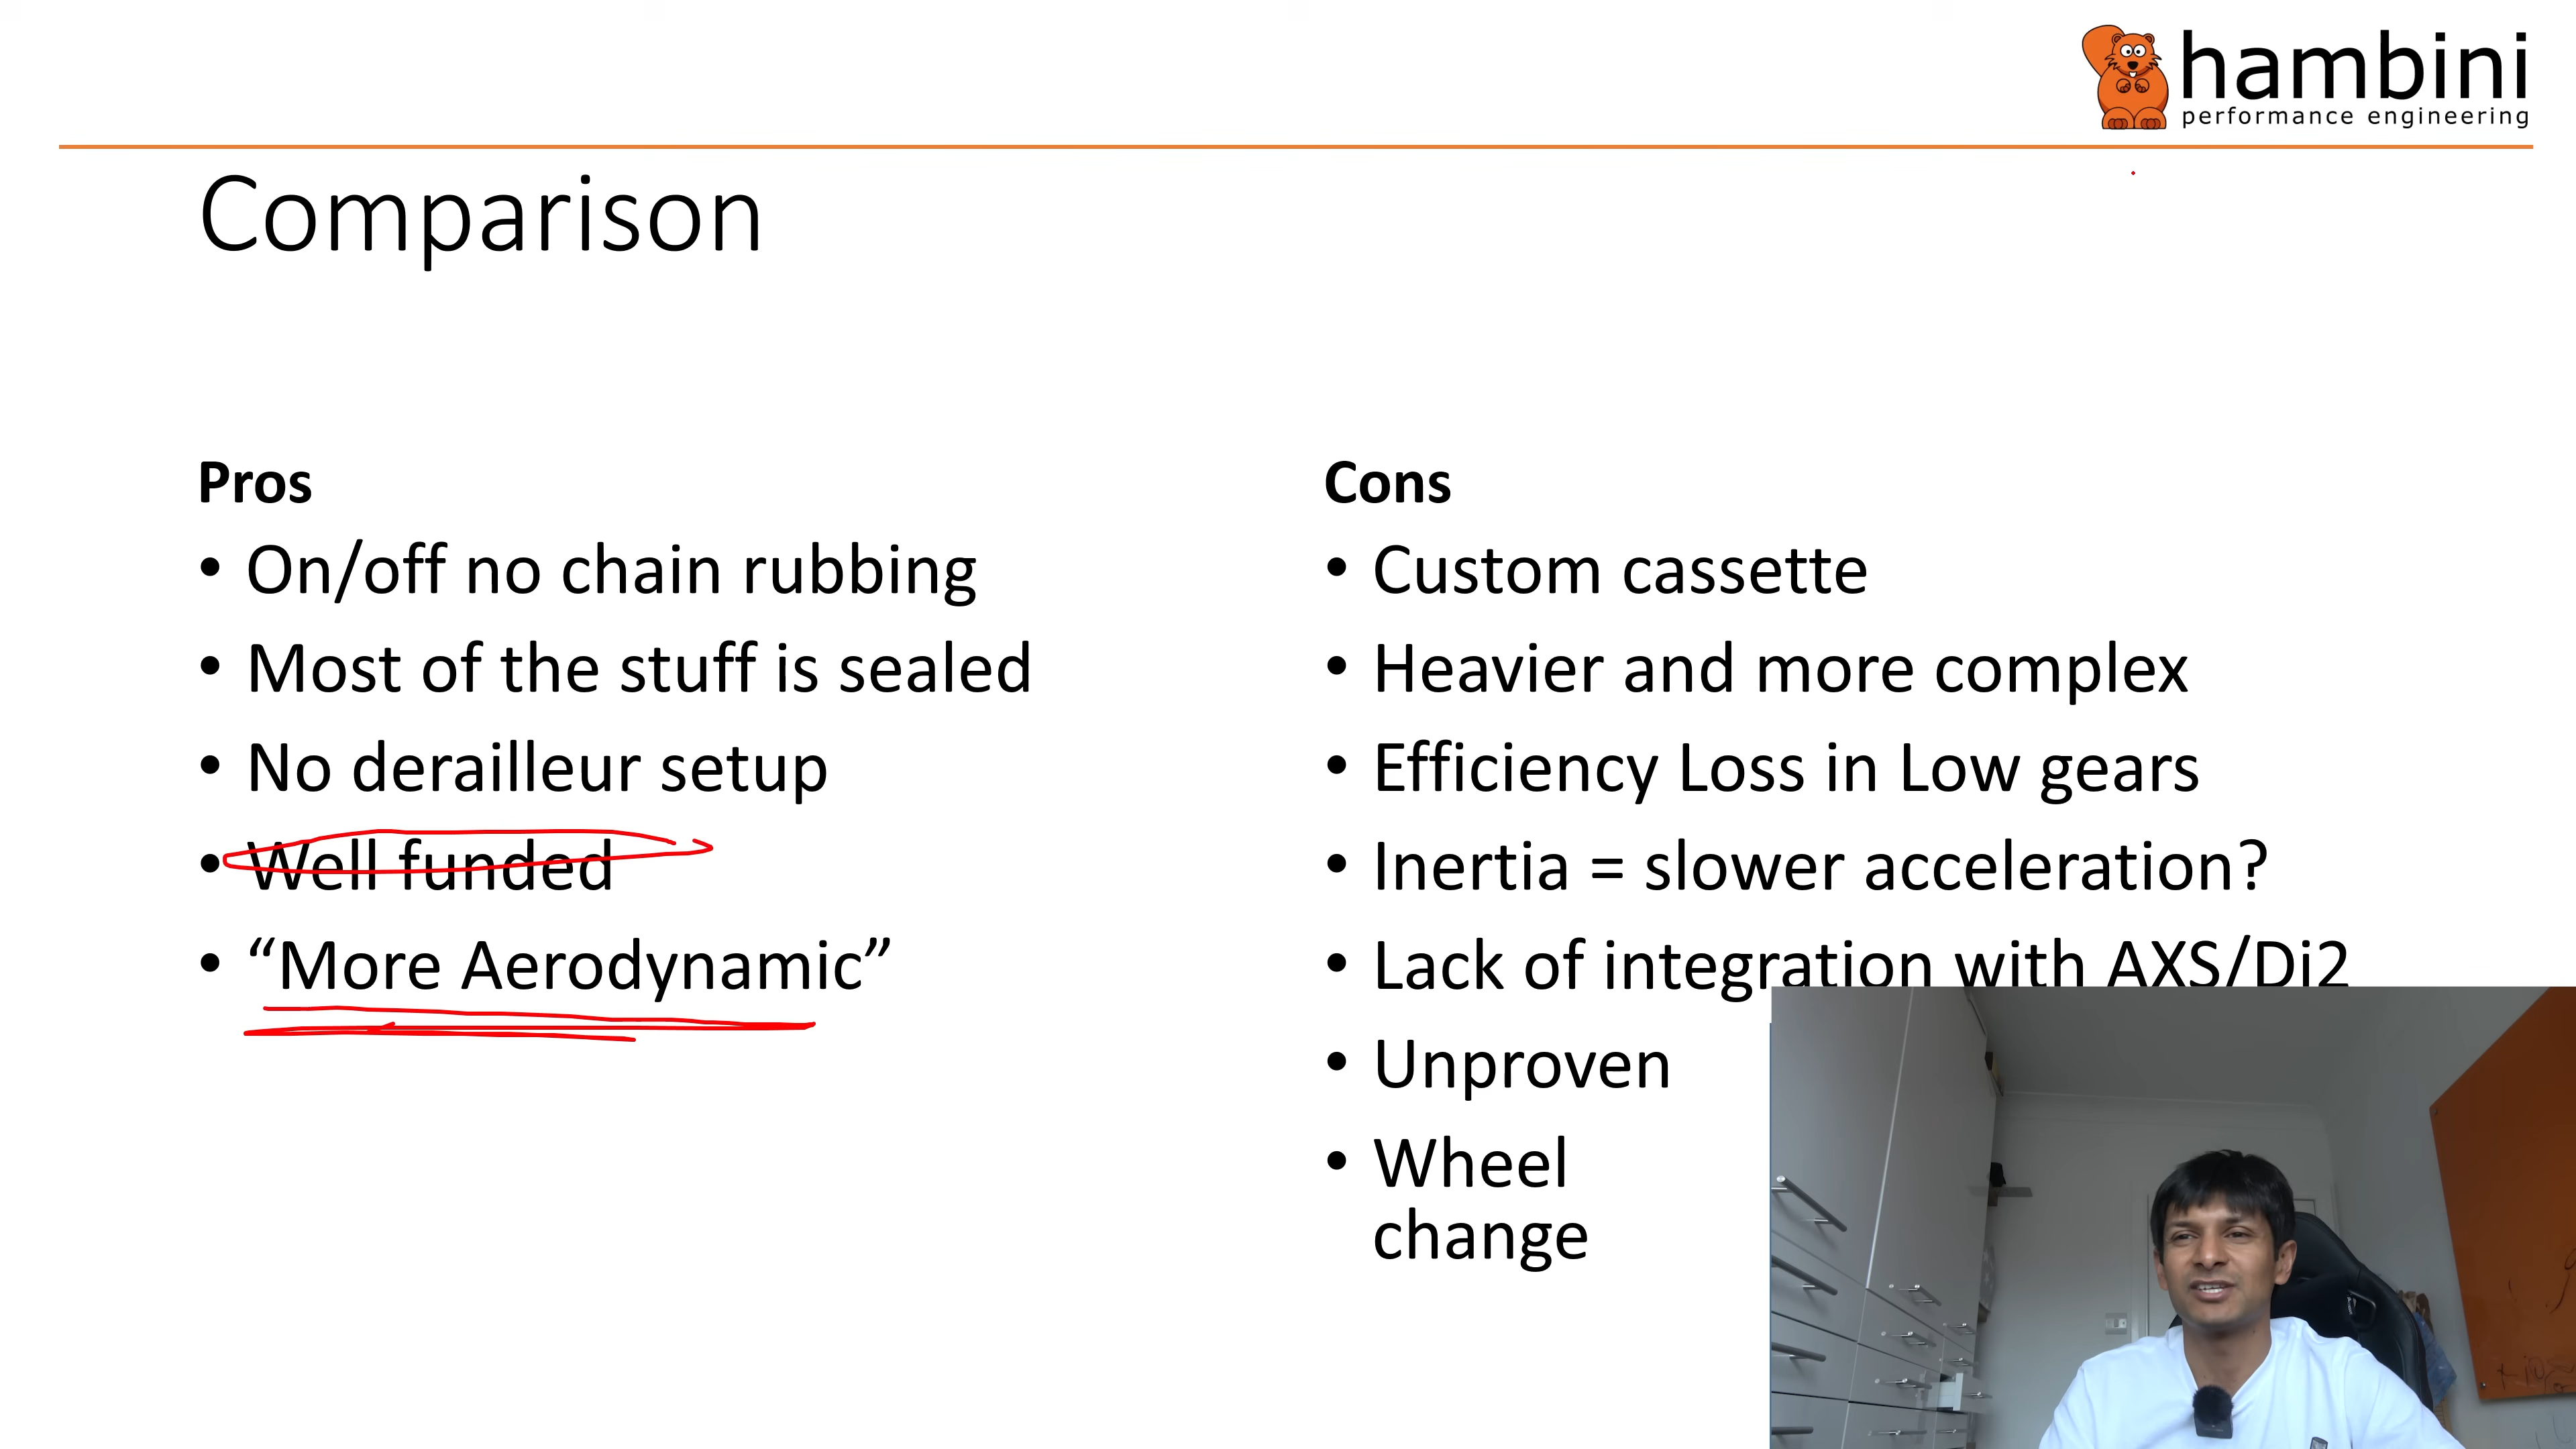 hambini
performance engineering
Comparison
Pros
• On/off no chain rubbing
• Most of the stuff is sealed
• No derailleur setup
• Well funded
• “More Aerodynamic”
Cons
• Custom cassette
• Heavier and more complex
• Efficiency Loss in Low gears
• Inertia = slower acceleration?
• Lack of integration with AXS/Di2
• Unproven
• Wheel
change